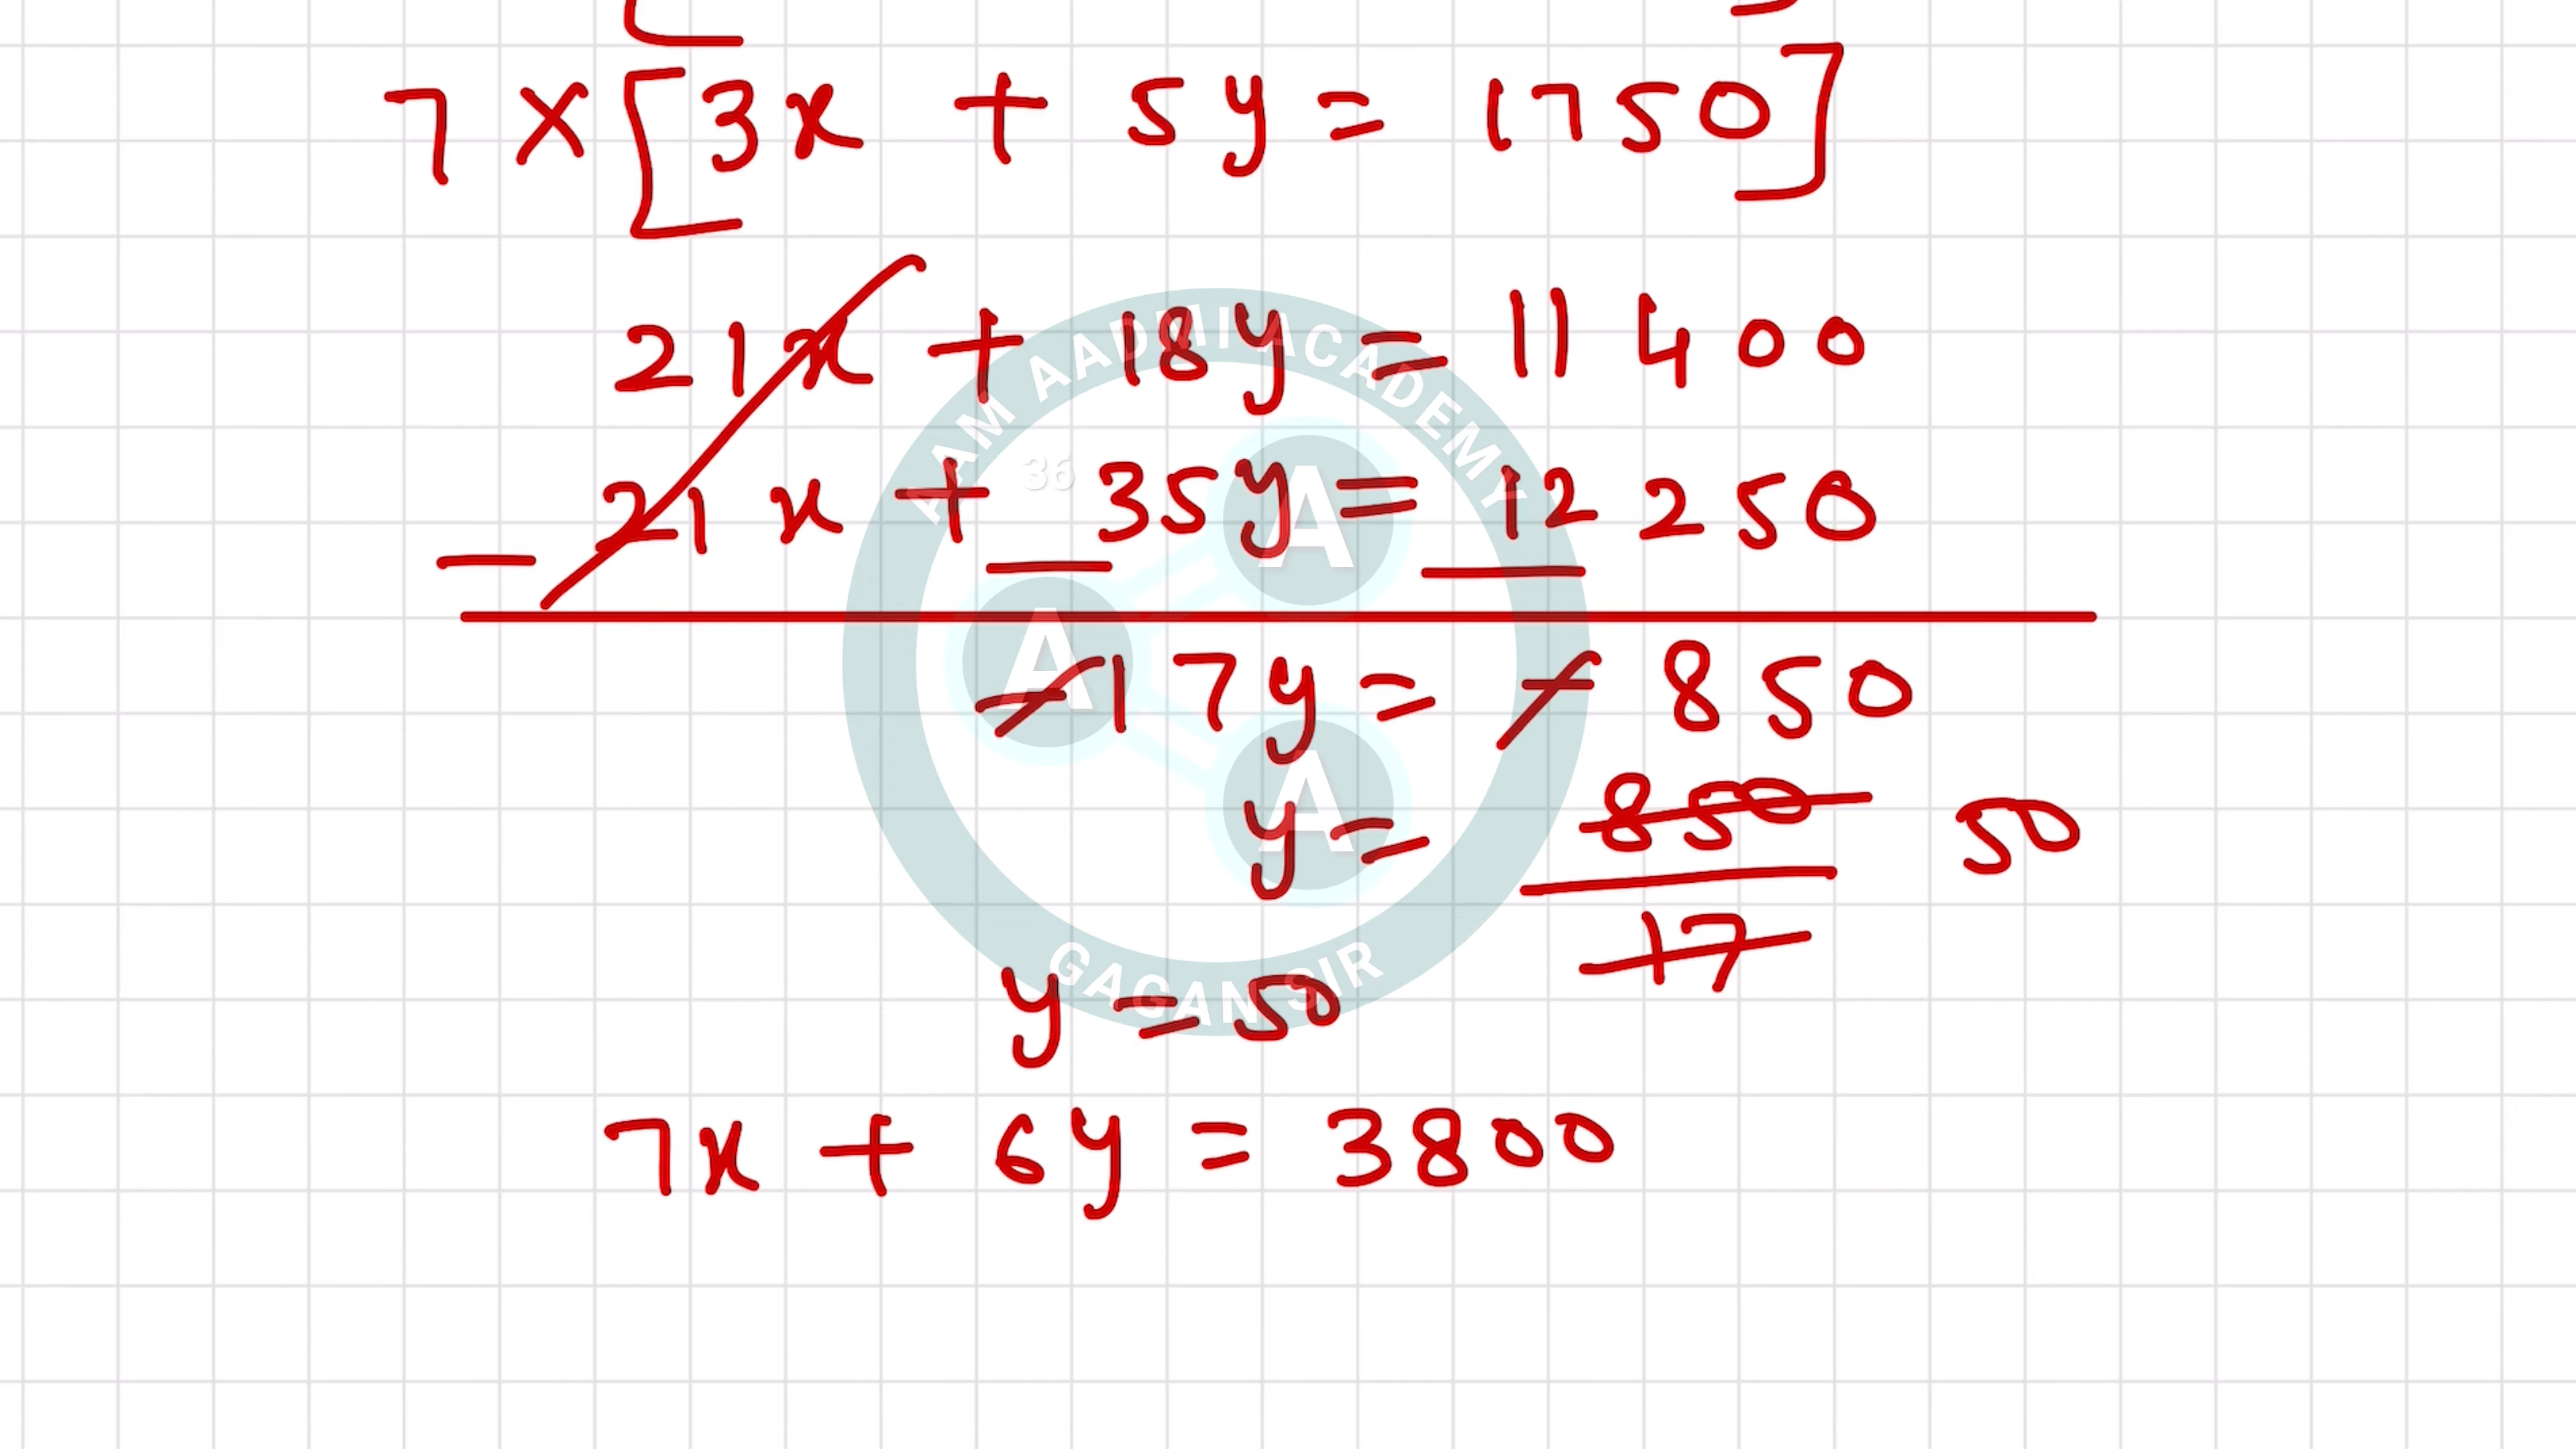 7 × [3x + 5y = 1750]
21x + 18y = 11400
21x + 35y = 12250
— — —
-17y = - 850
y = 850/17 50
y = 50
7x + 6y = 3800
AAM AADMI ACADEMY
36
A
A
A
GAGAN SIR